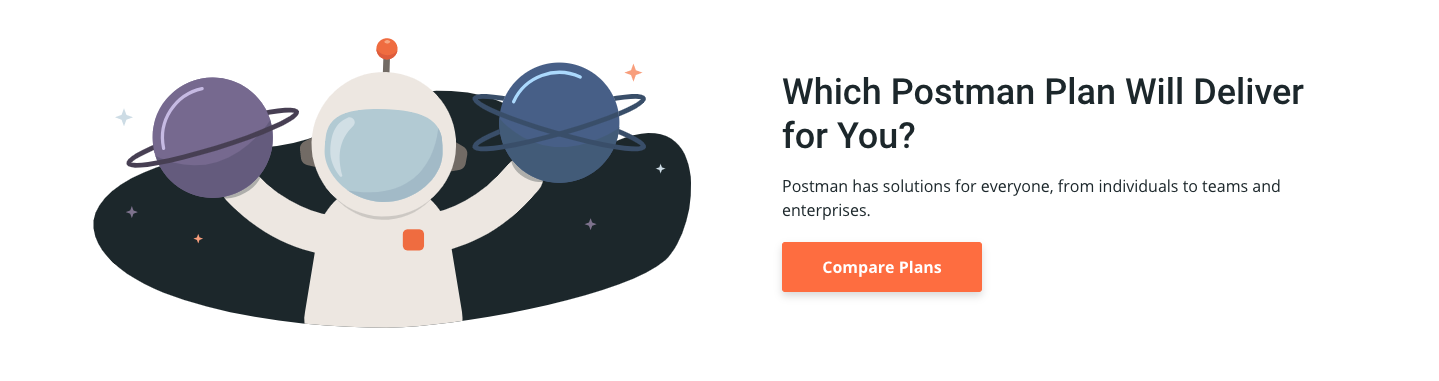 Which Postman Plan Will Deliver
for You?
Postman has solutions for everyone, from individuals to teams and
enterprises.
Compare Plans